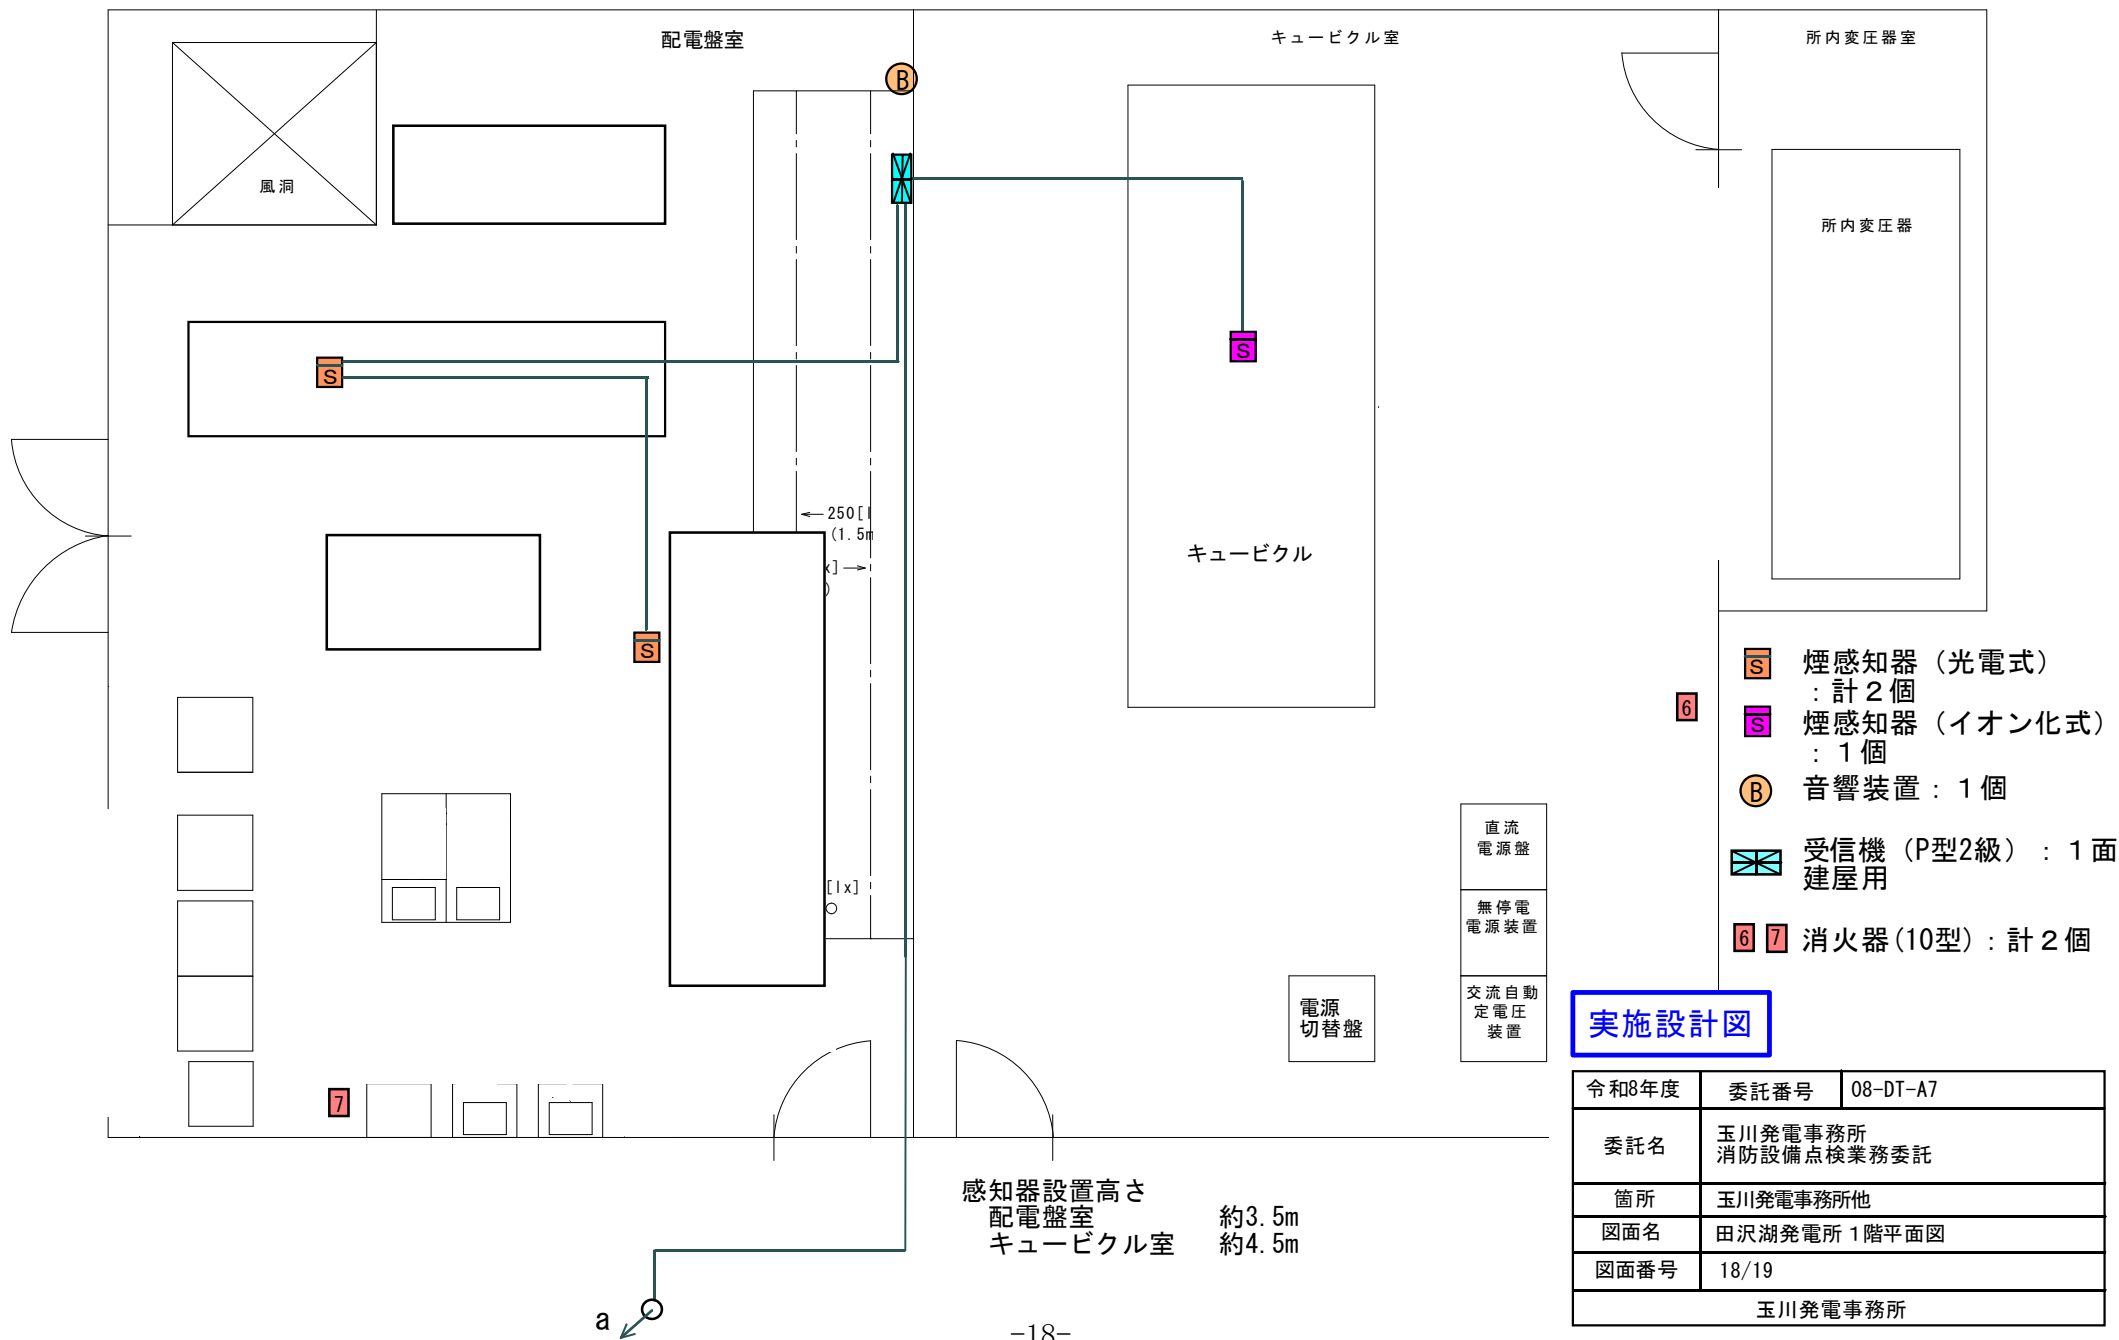 配電盤室
キュービクル室
所内変圧器室
B
風洞
所内変圧器
S
S
250[l
(1.5m
x]
キュービクル
S
S 煙感知器（光電式）
：計２個
6
S 煙感知器（イオン化式）
：１個
B 音響装置：１個
直流
電源盤
受信機（P型2級）：１面
建屋用
[lx]
無停電
電源装置
6 7 消火器(10型)：計２個
交流自動
定電圧
装置
電源
切替盤
実施設計図
7
令和8年度 委託番号 08-DT-A7
委託名 玉川発電事務所
消防設備点検業務委託
箇所 玉川発電事務所他
図面名 田沢湖発電所１階平面図
図面番号 18/19
玉川発電事務所
感知器設置高さ
配電盤室 約3.5m
キュービクル室 約4.5m
a
-18-